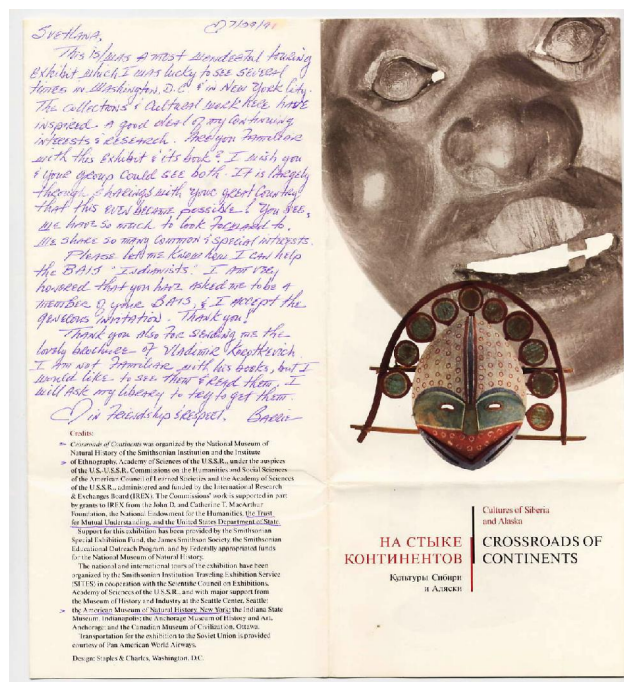 Svetlana,
This is/was a most wonderful touring
exhibit which I was lucky to see several
times in Washington, D.C. & in New York City.
The collections & cultural work here have
inspired a good deal of my continuing
interests & research. Are you familiar
with this exhibit & its book? I wish you
& your group could see both. It is largely
through sharings with your great country
that this even became possible! You see,
we have so much to look forward to.
We share so many common & special interests.
Please let me know how I can help
the BAIS "Indianists". I am very
honored that you have asked me to be a
member of your BAIS, & I accept the
generous invitation. Thank you!
Thank you also for sending me the
lovely brochure of Vladimir Korotkevich.
I am not familiar with his books, but I
would like to see them & read them. I
will ask my library to try to get them.
in Friendship & respect, Barrie
Credits:
Crossroads of Continents was organized by the National Museum of
Natural History of the Smithsonian Institution and the Institute
of Ethnography, Academy of Sciences of the U.S.S.R., under the auspices
of the U.S.-U.S.S.R. Commissions on the Humanities and Social Sciences
of the American Council of Learned Societies and the Academy of Sciences
of the U.S.S.R., administered and funded by the International Research
& Exchanges Board (IREX). The Commissions' work is supported in part
by grants to IREX from the John D. and Catherine T. MacArthur
Foundation, the National Endowment for the Humanities, the Trust
for Mutual Understanding, and the United States Department of State.
Support for this exhibition has been provided by the Smithsonian
Special Exhibition Fund, the James Smithson Society, the Smithsonian
Educational Outreach Program, and by Federally appropriated funds
for the National Museum of Natural History.
The national and international tours of the exhibition have been
organized by the Smithsonian Institution Traveling Exhibition Service
(SITES) in cooperation with the Scientific Council on Exhibitions,
Academy of Sciences of the U.S.S.R., and with major support from
the Museum of History and Industry at the Seattle Center, Seattle;
the American Museum of Natural History, New York; the Indiana State
Museum, Indianapolis; the Anchorage Museum of History and Art,
Anchorage; and the Canadian Museum of Civilization, Ottawa.
Transportation for the exhibition to the Soviet Union is provided
courtesy of Pan American World Airways.
Design: Staples & Charles, Washington, D.C.
НА СТЫКЕ
КОНТИНЕНТОВ
Культуры Сибири
и Аляски
Cultures of Siberia
and Alaska
CROSSROADS OF
CONTINENTS